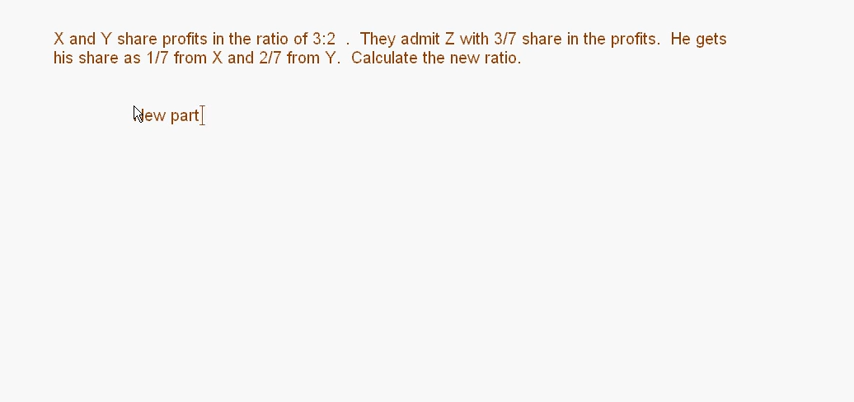 X and Y share profits in the ratio of 3:2 . They admit Z with 3/7 share in the profits. He gets
his share as 1/7 from X and 2/7 from Y. Calculate the new ratio.
New part